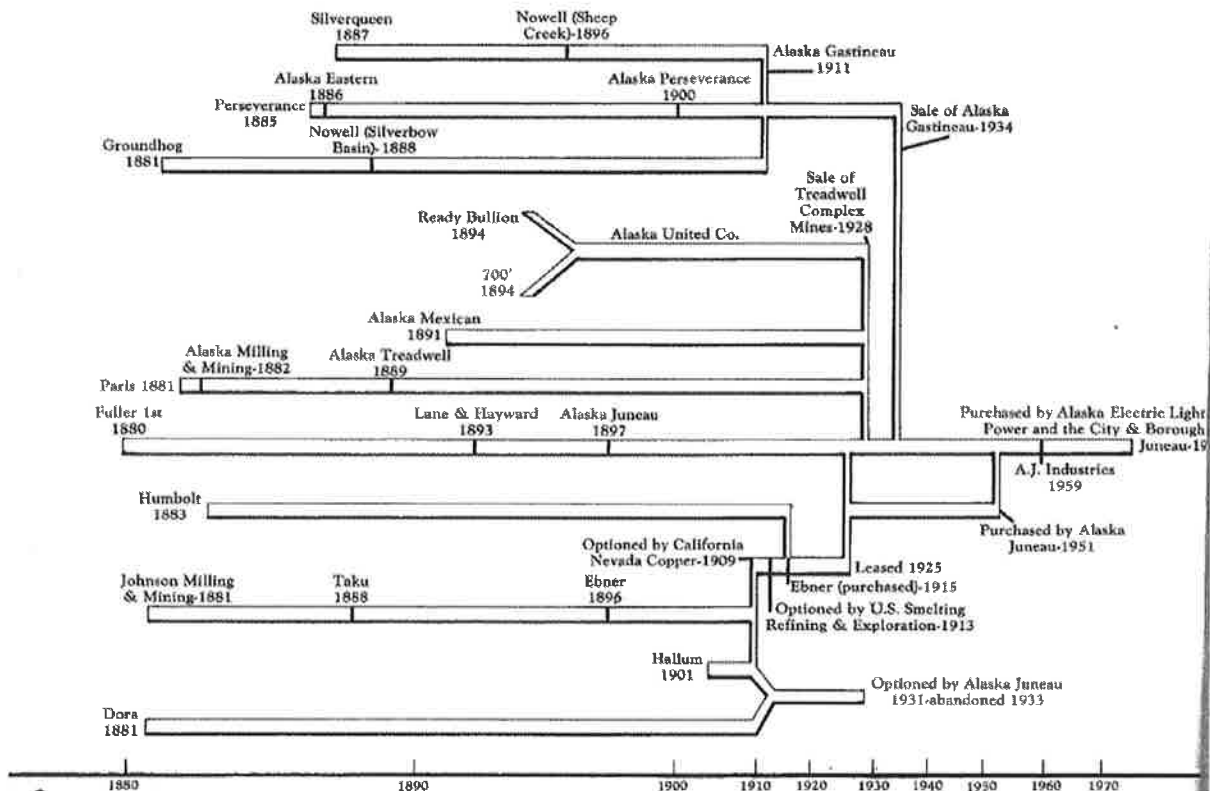 Silverqueen
1887
Nowell (Sheep
Creek)-1896
Alaska Gastineau
1911
Alaska Eastern
1886
Alaska Perseverance
1900
Perseverance
1885
Sale of Alaska
Gastineau-1934
Nowell (Silverbow
Basin)-1888
Groundhog
1881
Sale of
Treadwell
Complex
Mines-1928
Ready Bullion
1894
Alaska United Co.
700'
1894
Alaska Mexican
1891
Alaska Milling
& Mining-1882
Alaska Treadwell
1889
Paris 1881
Fuller 1st
1880
Lane & Hayward
1893
Alaska Juneau
1897
Purchased by Alaska Electric Light
Power and the City & Borough
Juneau-19
A.J. Industries
1959
Humbolt
1883
Purchased by Alaska
Juneau-1951
Optioned by California
Nevada Copper-1909
Leased 1925
Ebner (purchased)-1915
Johnson Milling
& Mining-1881
Taku
1888
Ebner
1896
Optioned by U.S. Smelting
Refining & Exploration-1913
Hallum
1901
Optioned by Alaska Juneau
1931-abandoned 1933
Dora
1881
1880 1890 1900 1910 1920 1930 1940 1950 1960 1970